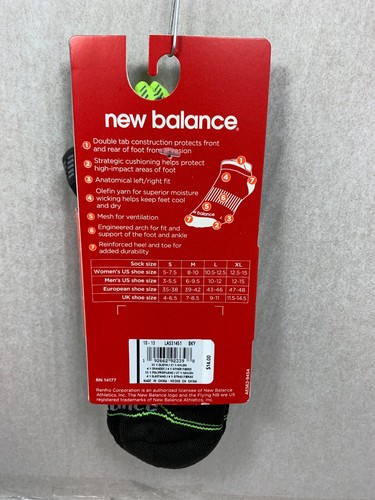 new balance
1 Double tab construction protects front
and rear of foot from abrasion
2 Strategic cushioning helps protect
high-impact areas of foot
3 Anatomical left/right fit
4 Olefin yarn for superior moisture
wicking helps keep feet cool
and dry
5 Mesh for ventilation
6 Engineered arch for fit and
support of the foot and ankle
7 Reinforced heel and toe for
added durability
Sock size S M L XL
Women's US shoe size 5-7.5 8-10 10.5-12.5 12.5-15
Men's US shoe size 3-5.5 6-9.5 10-12 12-15
European shoe size 35-38 39-42 43-46 47-48
UK shoe size 4-6.5 7-8.5 9-11 11.5-14.5
LAS31451 BKY
$14.00
MADE IN CHINA
RN 14177
Renfro Corporation is an authorized licensee of New Balance
Athletics, Inc. The New Balance logo and the Flying NB are US
registered trademarks of New Balance Athletics, Inc.